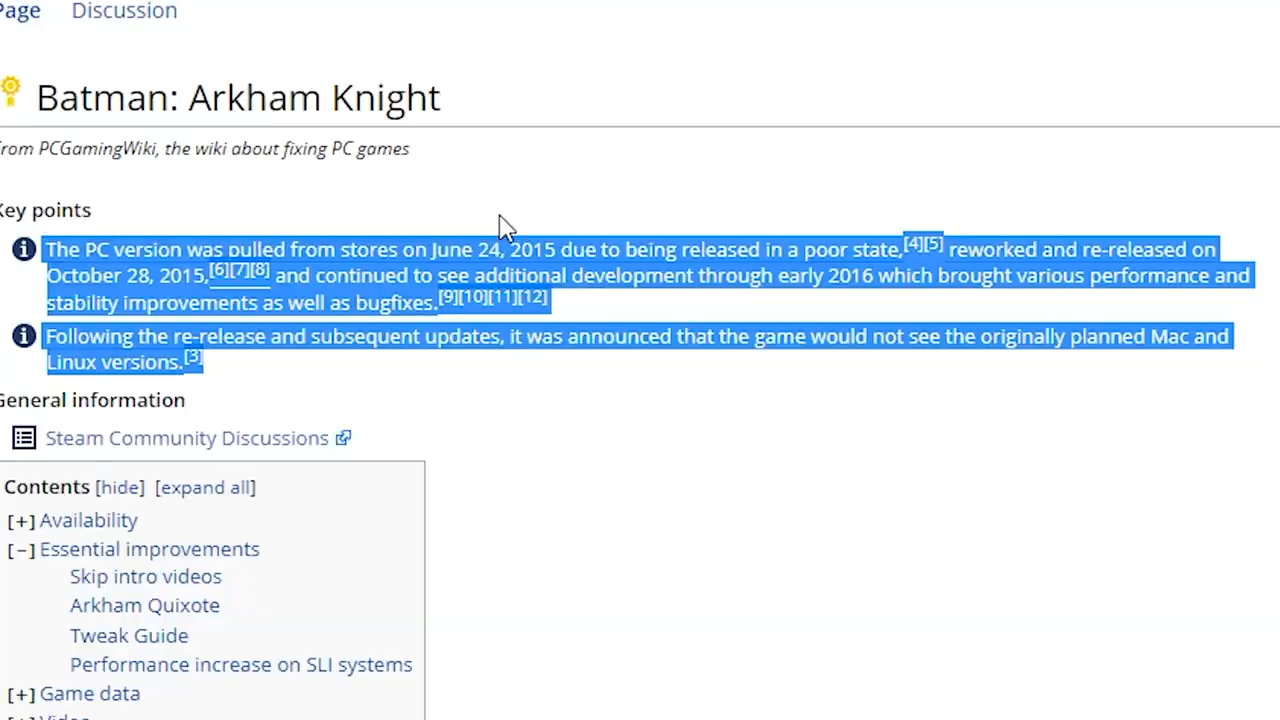 Page Discussion
Batman: Arkham Knight
From PCGamingWiki, the wiki about fixing PC games
Key points
The PC version was pulled from stores on June 24, 2015 due to being released in a poor state,[4][5] reworked and re-released on
October 28, 2015,[6][7][8] and continued to see additional development through early 2016 which brought various performance and
stability improvements as well as bugfixes.[9][10][11][12]
Following the re-release and subsequent updates, it was announced that the game would not see the originally planned Mac and
Linux versions.[3]
General information
Steam Community Discussions
Contents [hide] [expand all]
[+] Availability
[−] Essential improvements
Skip intro videos
Arkham Quixote
Tweak Guide
Performance increase on SLI systems
[+] Game data
[+] Video